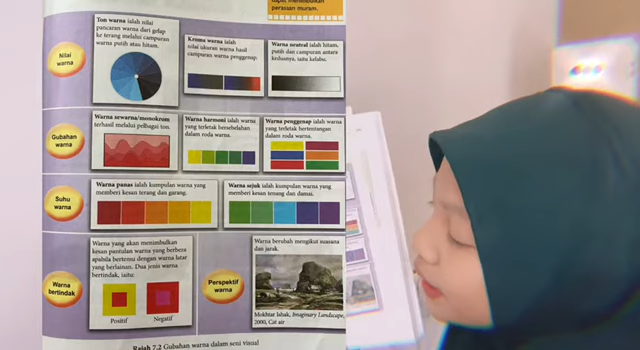 perasaan muram.
Nilai
warna
Ton warna ialah nilai
pancaran warna dari gelap
ke terang melalui campuran
warna putih atau hitam.
Kroma warna ialah
nilai ukuran warna hasil
campuran warna penggenap.
Warna neutral ialah hitam,
putih dan campuran antara
keduanya, iaitu kelabu.
Gubahan
warna
Warna sewarna/monokrom
terhasil melalui pelbagai ton.
Warna harmoni ialah warna
yang terletak bersebelahan
dalam roda warna.
Warna penggenap ialah warna
yang terletak bertentangan
dalam roda warna.
Suhu
warna
Warna panas ialah kumpulan warna yang
memberi kesan terang dan garang.
Warna sejuk ialah kumpulan warna yang
memberi kesan tenang dan damai.
Warna
bertindak
Warna yang akan menimbulkan
kesan pantulan warna yang berbeza
apabila bertemu dengan warna latar
yang berlainan. Dua jenis warna
bertindak, iaitu:
Positif
Negatif
Perspektif
warna
Warna berubah mengikut suasana
dan jarak.
Mokhtar Ishak, Imaginary Landscape,
2000, Cat air
Rajah 7.2 Gubahan warna dalam seni visual